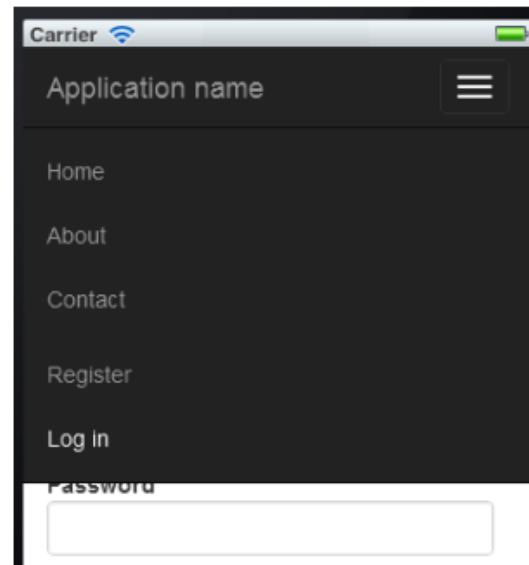 Carrier
Application name
Home
About
Contact
Register
Log in
Password